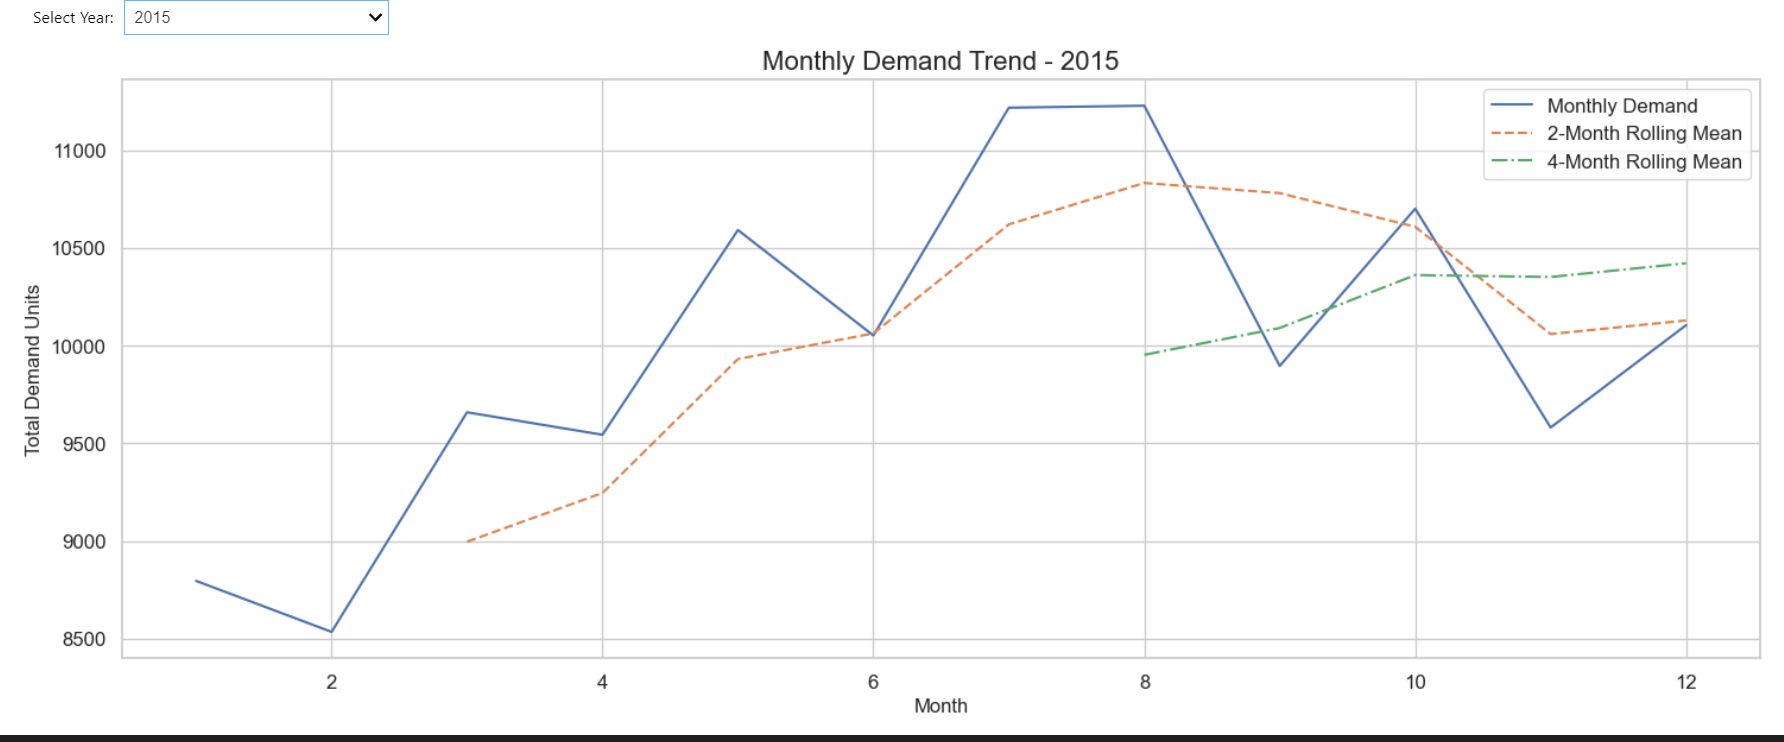 Select Year: 2015
Monthly Demand Trend - 2015
Monthly Demand
2-Month Rolling Mean
4-Month Rolling Mean
Total Demand Units
11000
10500
10000
9500
9000
8500
2 4 6 8 10 12
Month